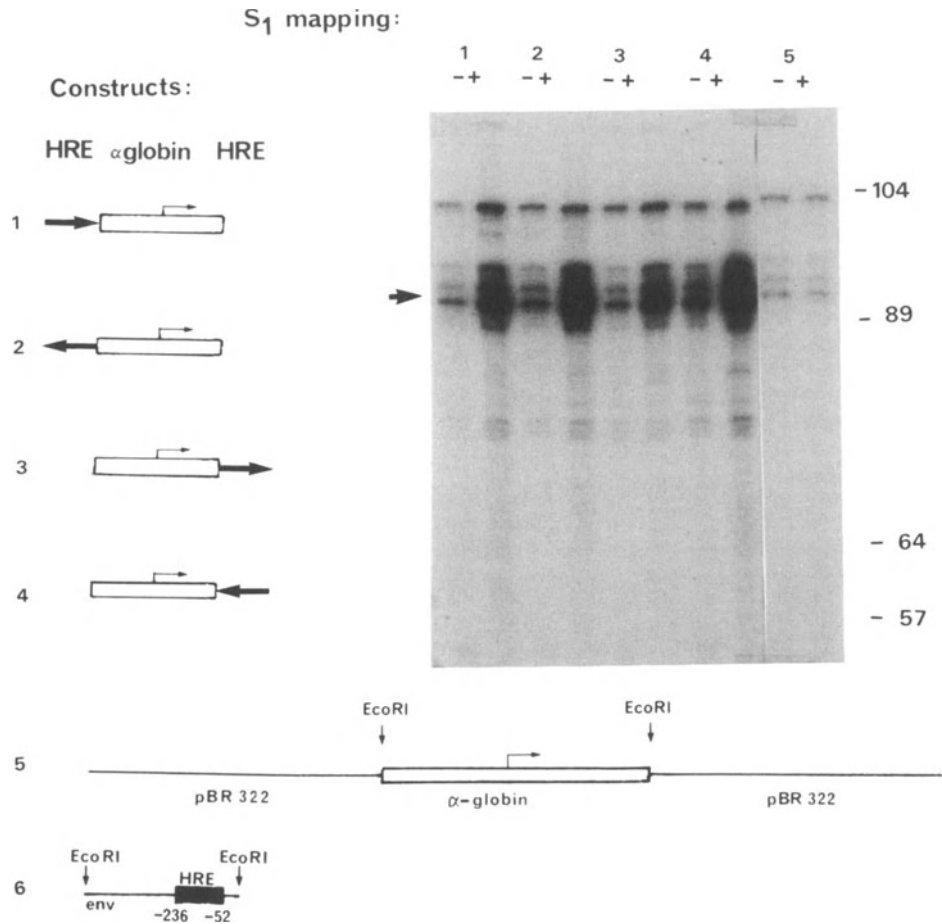 S1 mapping:
1 2 3 4 5
- + - + - + - + - +
Constructs:
HRE αglobin HRE
1
2
3
4
- 104
- 89
- 64
- 57
EcoRI EcoRI
5
pBR 322 α-globin pBR 322
EcoRI EcoRI
6
HRE
env
-236 -52